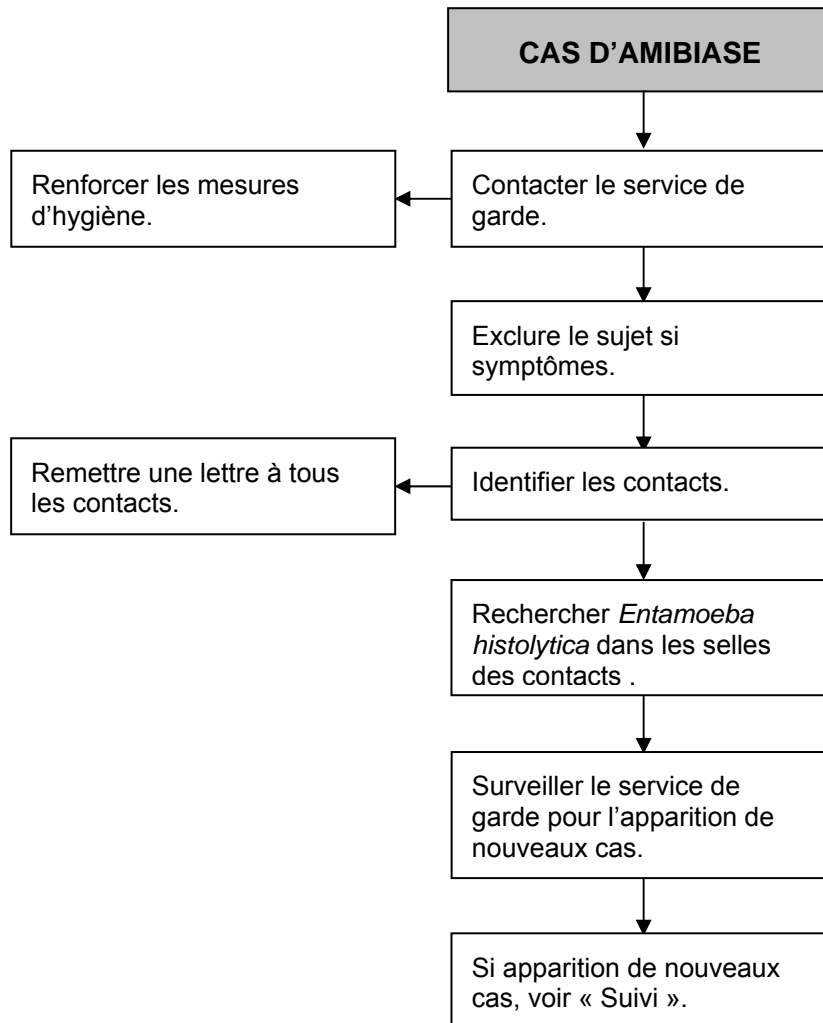 CAS D’AMIBIASE
Renforcer les mesures
d’hygiène.
Contacter le service de
garde.
Exclure le sujet si
symptômes.
Remettre une lettre à tous
les contacts.
Identifier les contacts.
Rechercher Entamoeba
histolytica dans les selles
des contacts .
Surveiller le service de
garde pour l’apparition de
nouveaux cas.
Si apparition de nouveaux
cas, voir « Suivi ».